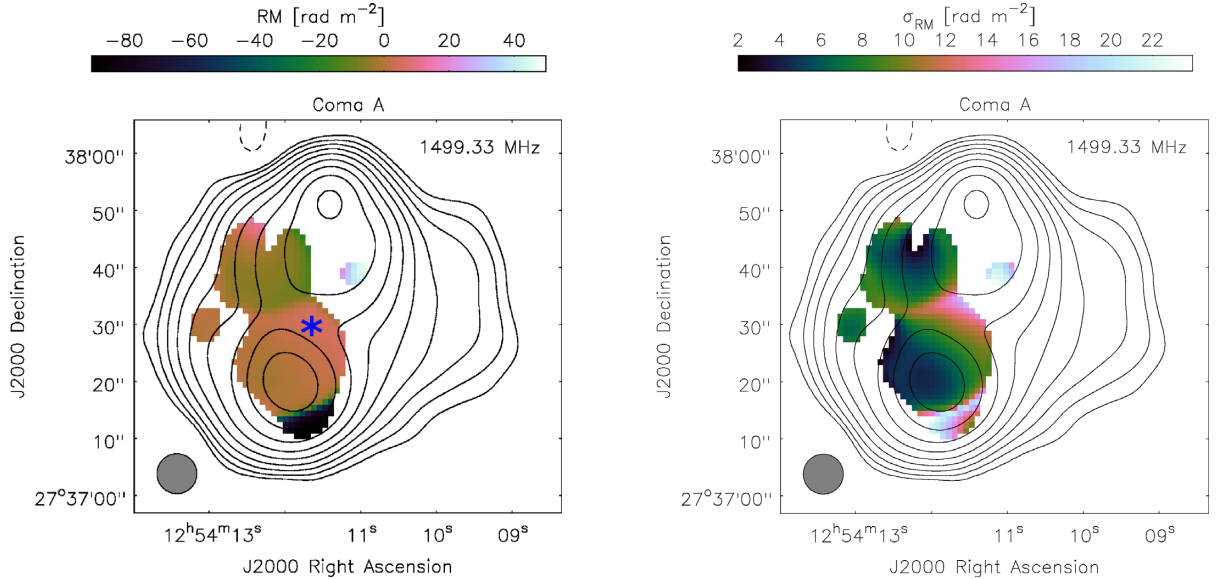 RM [rad m⁻²]
−80 −60 −40 −20 0 20 40
Coma A
1499.33 MHz
38'00"
50"
40"
30"
20"
10"
27°37'00"
J2000 Declination
12ʰ54ᵐ13ˢ 11ˢ 10ˢ 09ˢ
J2000 Right Ascension
σ_RM [rad m⁻²]
2 4 6 8 10 12 14 16 18 20 22
Coma A
1499.33 MHz
38'00"
50"
40"
30"
20"
10"
27°37'00"
J2000 Declination
12ʰ54ᵐ13ˢ 11ˢ 10ˢ 09ˢ
J2000 Right Ascension